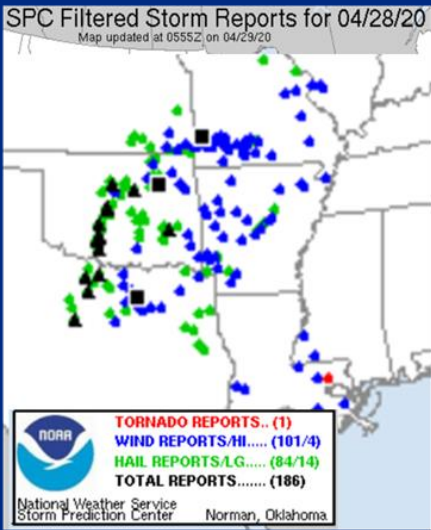 SPC Filtered Storm Reports for 04/28/20
Map updated at 0555Z on 04/29/20
NOAA
TORNADO REPORTS.. (1)
WIND REPORTS/HI..... (101/4)
HAIL REPORTS/LG..... (84/14)
TOTAL REPORTS....... (186)
National Weather Service
Storm Prediction Center Norman, Oklahoma